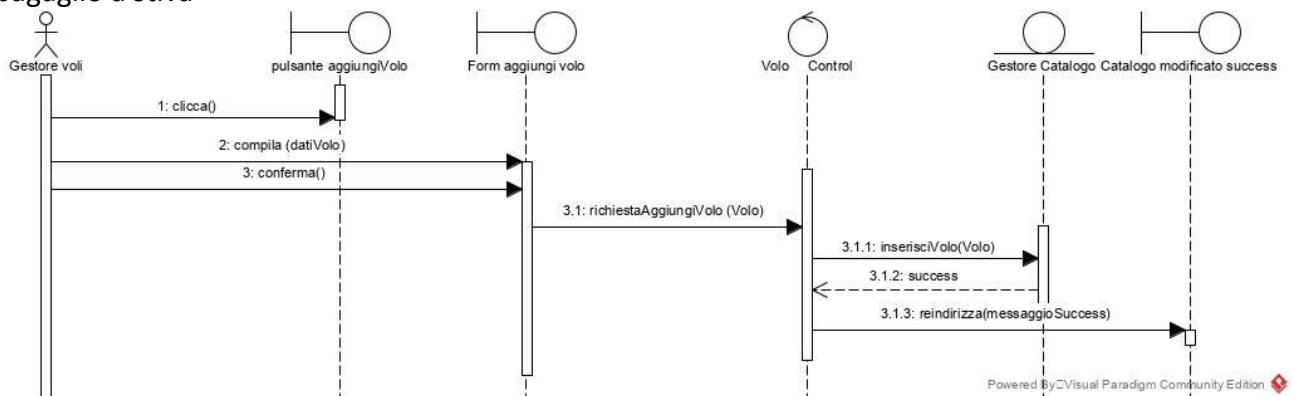 bagaglio d'stiva
Gestore voli
pulsante aggiungiVolo
Form aggiungi volo
Volo Control
Gestore Catalogo
Catalogo modificato success
1: clicca()
2: compila (datiVolo)
3: conferma()
3.1: richiestaAggiungiVolo (Volo)
3.1.1: inserisciVolo(Volo)
3.1.2: success
3.1.3: reindirizza(messaggioSuccess)
Powered By Visual Paradigm Community Edition